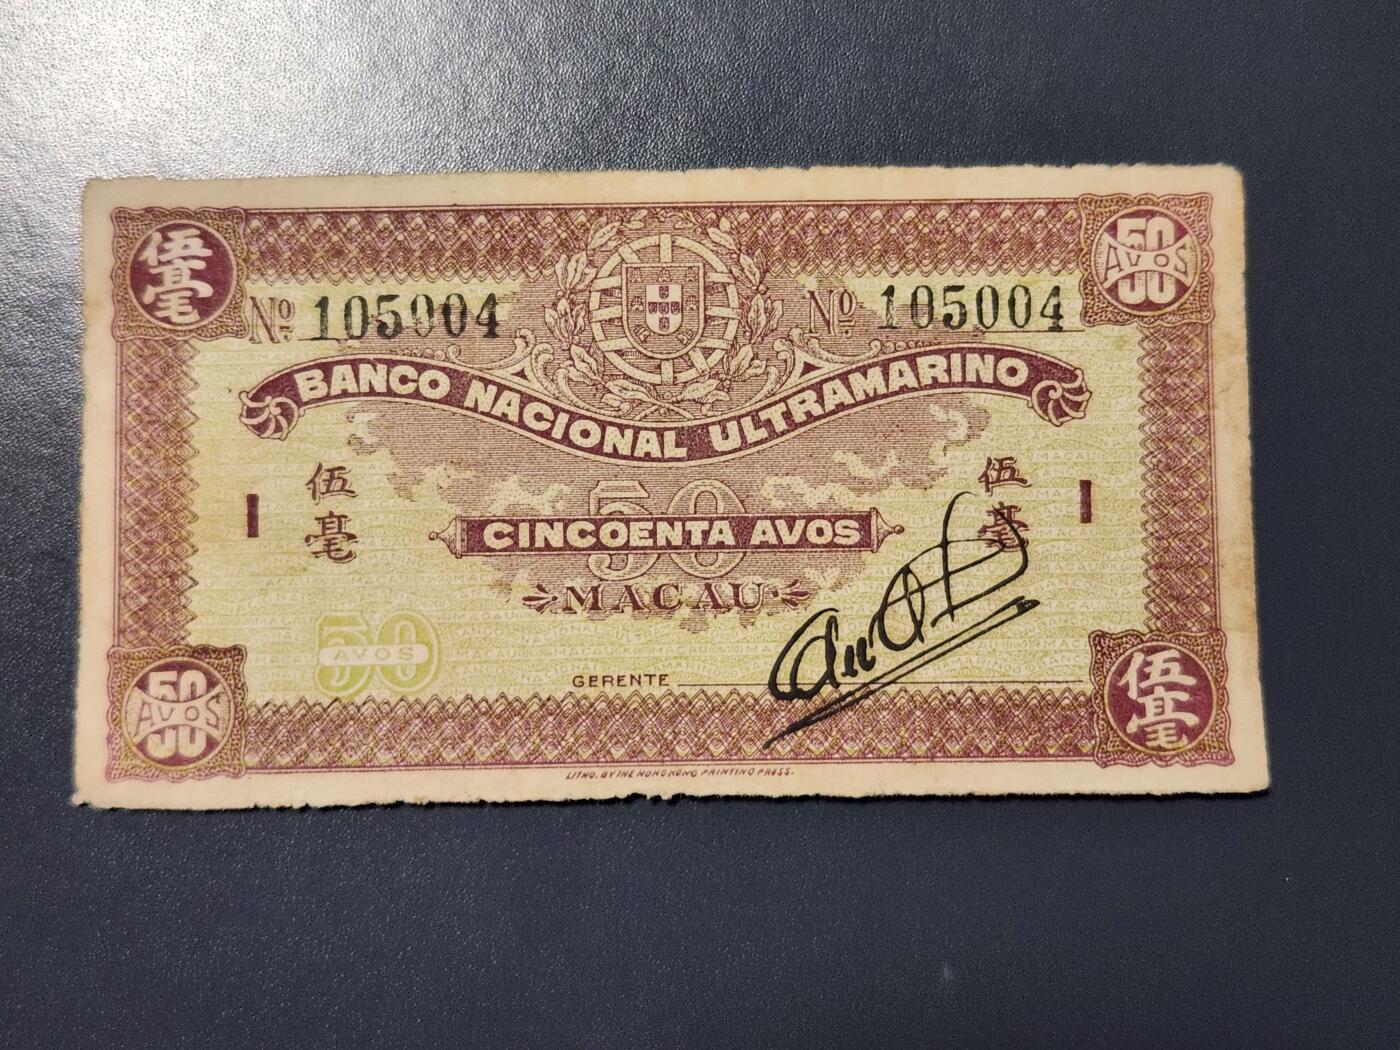 伍毫
50 AVOS
Nº 105004
Nº 105004
BANCO NACIONAL ULTRAMARINO
伍毫
伍毫
I
I
50
CINCOENTA AVOS
MACAU
50 AVOS
GERENTE
50 AVOS
伍毫
LITHO. BY THE HONGKONG PRINTING PRESS.